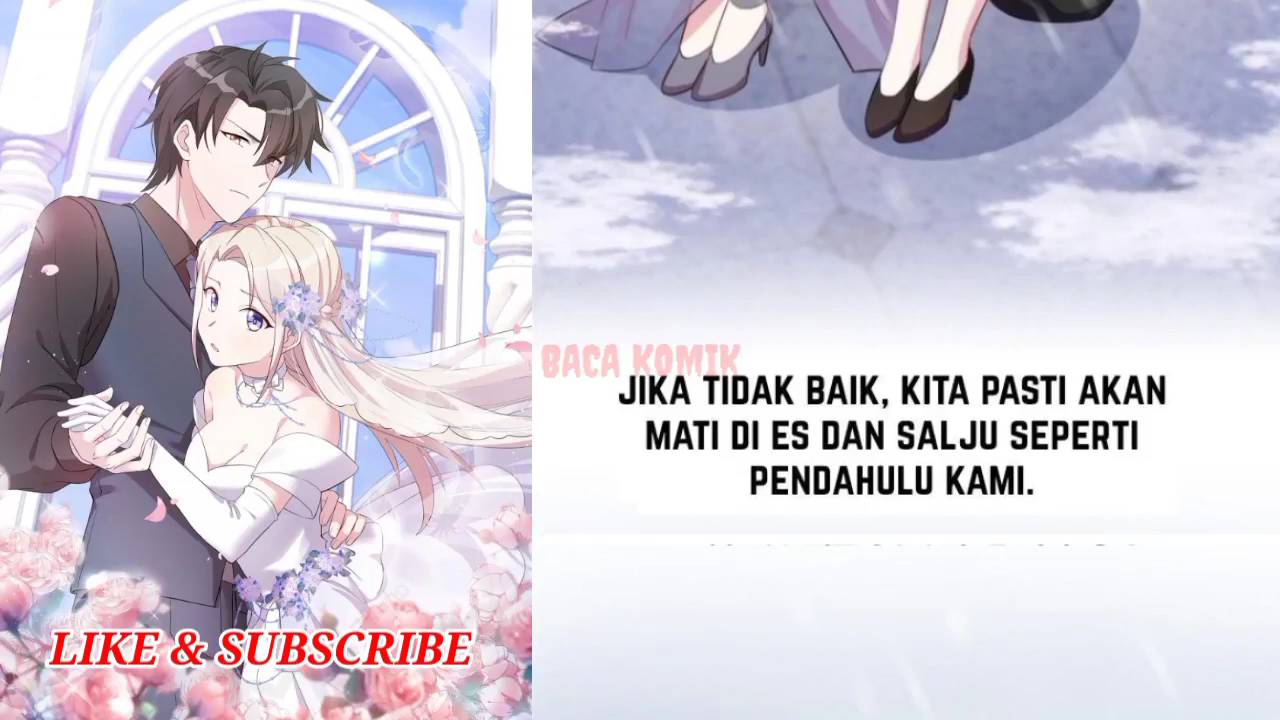 LIKE & SUBSCRIBE
BACA KOMIK
JIKA TIDAK BAIK, KITA PASTI AKAN
MATI DI ES DAN SALJU SEPERTI
PENDAHULU KAMI.